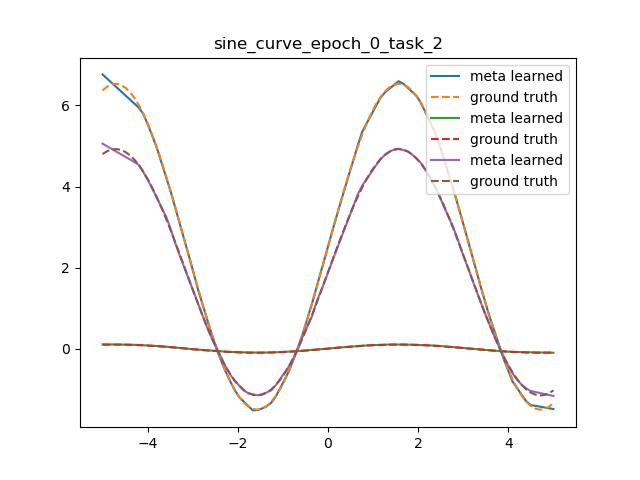 sine_curve_epoch_0_task_2
meta learned
ground truth
meta learned
ground truth
meta learned
ground truth
6
4
2
0
−4
−2
0
2
4